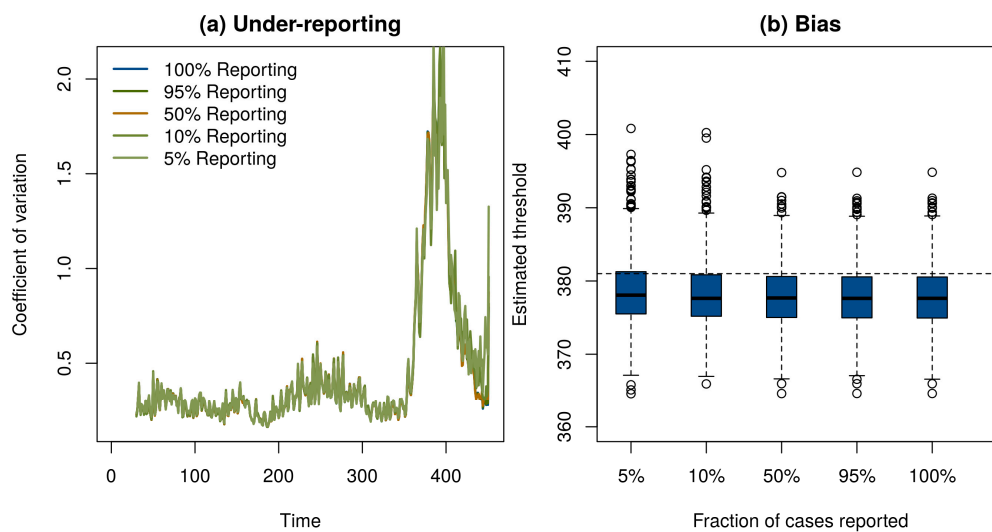 (a) Under-reporting
100% Reporting
95% Reporting
50% Reporting
10% Reporting
5% Reporting
Coefficient of variation
2.0
1.5
1.0
0.5
0 100 200 300 400
Time
(b) Bias
Estimated threshold
410
400
390
380
370
360
5% 10% 50% 95% 100%
Fraction of cases reported